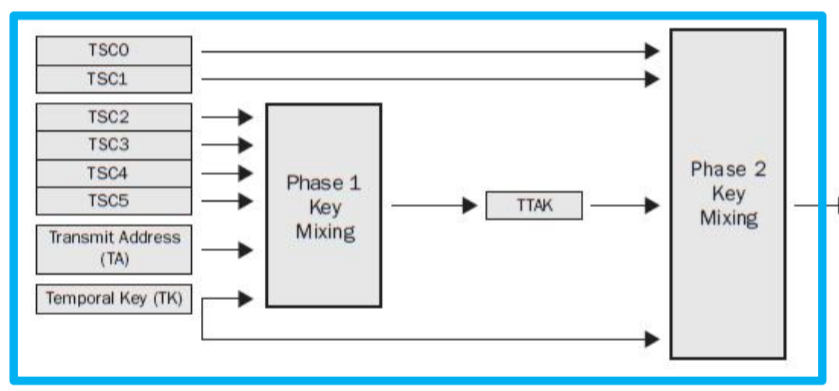 TSC0
TSC1
TSC2
TSC3
TSC4
TSC5
Transmit Address
(TA)
Temporal Key (TK)
Phase 1
Key
Mixing
TTAK
Phase 2
Key
Mixing